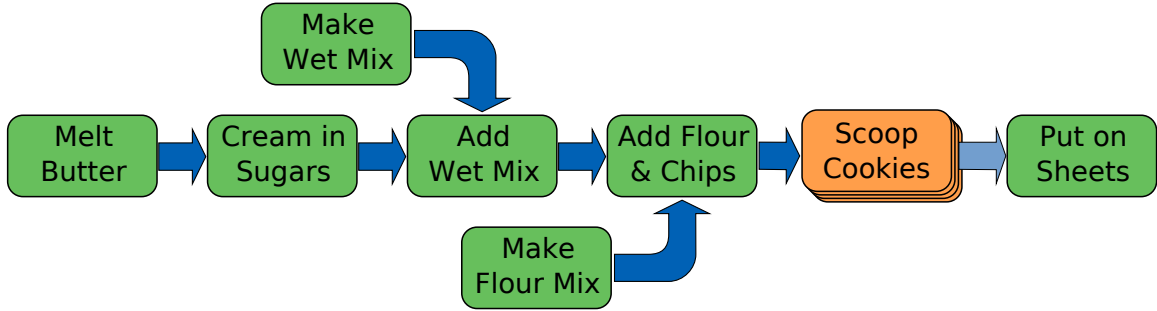 Make
Wet Mix
Melt
Butter
Cream in
Sugars
Add
Wet Mix
Add Flour
& Chips
Scoop
Cookies
Put on
Sheets
Make
Flour Mix